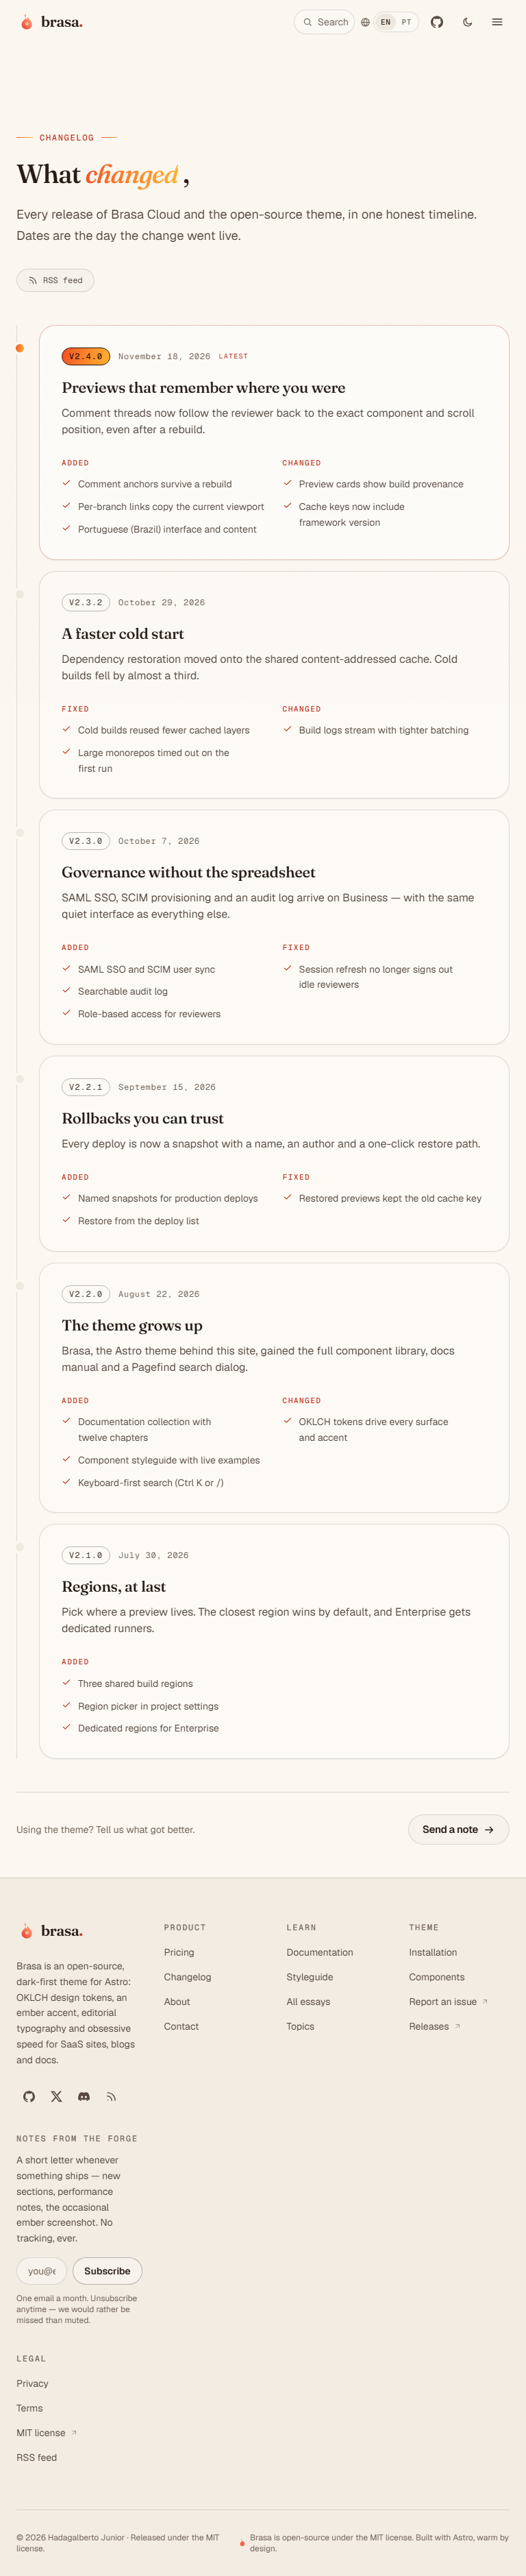 brasa.
Search
EN PT
CHANGELOG
What changed ,
Every release of Brasa Cloud and the open-source theme, in one honest timeline.
Dates are the day the change went live.
RSS feed
V2.4.0 November 18, 2026 LATEST
Previews that remember where you were
Comment threads now follow the reviewer back to the exact component and scroll
position, even after a rebuild.
ADDED
Comment anchors survive a rebuild
Per-branch links copy the current viewport
Portuguese (Brazil) interface and content
CHANGED
Preview cards show build provenance
Cache keys now include
framework version
V2.3.2 October 29, 2026
A faster cold start
Dependency restoration moved onto the shared content-addressed cache. Cold
builds fell by almost a third.
FIXED
Cold builds reused fewer cached layers
Large monorepos timed out on the
first run
CHANGED
Build logs stream with tighter batching
V2.3.0 October 7, 2026
Governance without the spreadsheet
SAML SSO, SCIM provisioning and an audit log arrive on Business — with the same
quiet interface as everything else.
ADDED
SAML SSO and SCIM user sync
Searchable audit log
Role-based access for reviewers
FIXED
Session refresh no longer signs out
idle reviewers
V2.2.1 September 15, 2026
Rollbacks you can trust
Every deploy is now a snapshot with a name, an author and a one-click restore path.
ADDED
Named snapshots for production deploys
Restore from the deploy list
FIXED
Restored previews kept the old cache key
V2.2.0 August 22, 2026
The theme grows up
Brasa, the Astro theme behind this site, gained the full component library, docs
manual and a Pagefind search dialog.
ADDED
Documentation collection with
twelve chapters
Component styleguide with live examples
Keyboard-first search (Ctrl K or /)
CHANGED
OKLCH tokens drive every surface
and accent
V2.1.0 July 30, 2026
Regions, at last
Pick where a preview lives. The closest region wins by default, and Enterprise gets
dedicated runners.
ADDED
Three shared build regions
Region picker in project settings
Dedicated regions for Enterprise
Using the theme? Tell us what got better.
Send a note
brasa.
Brasa is an open-source,
dark-first theme for Astro:
OKLCH design tokens, an
ember accent, editorial
typography and obsessive
speed for SaaS sites, blogs
and docs.
PRODUCT
Pricing
Changelog
About
Contact
LEARN
Documentation
Styleguide
All essays
Topics
THEME
Installation
Components
Report an issue
Releases
NOTES FROM THE FORGE
A short letter whenever
something ships — new
sections, performance
notes, the occasional
ember screenshot. No
tracking, ever.
you@e
Subscribe
One email a month. Unsubscribe
anytime — we would rather be
missed than muted.
LEGAL
Privacy
Terms
MIT license
RSS feed
© 2026 Hadagalberto Junior · Released under the MIT
license.
Brasa is open-source under the MIT license. Built with Astro, warm by
design.